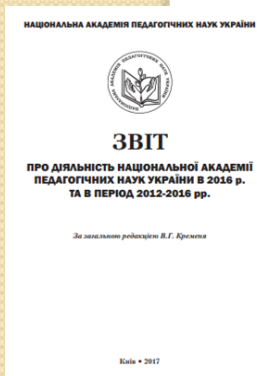 НАЦІОНАЛЬНА АКАДЕМІЯ ПЕДАГОГІЧНИХ НАУК УКРАЇНИ
ЗВІТ
ПРО ДІЯЛЬНІСТЬ НАЦІОНАЛЬНОЇ АКАДЕМІЇ
ПЕДАГОГІЧНИХ НАУК УКРАЇНИ В 2016 р.
ТА В ПЕРІОД 2012-2016 рр.
За загальною редакцією В.Г. Кременя
Київ • 2017